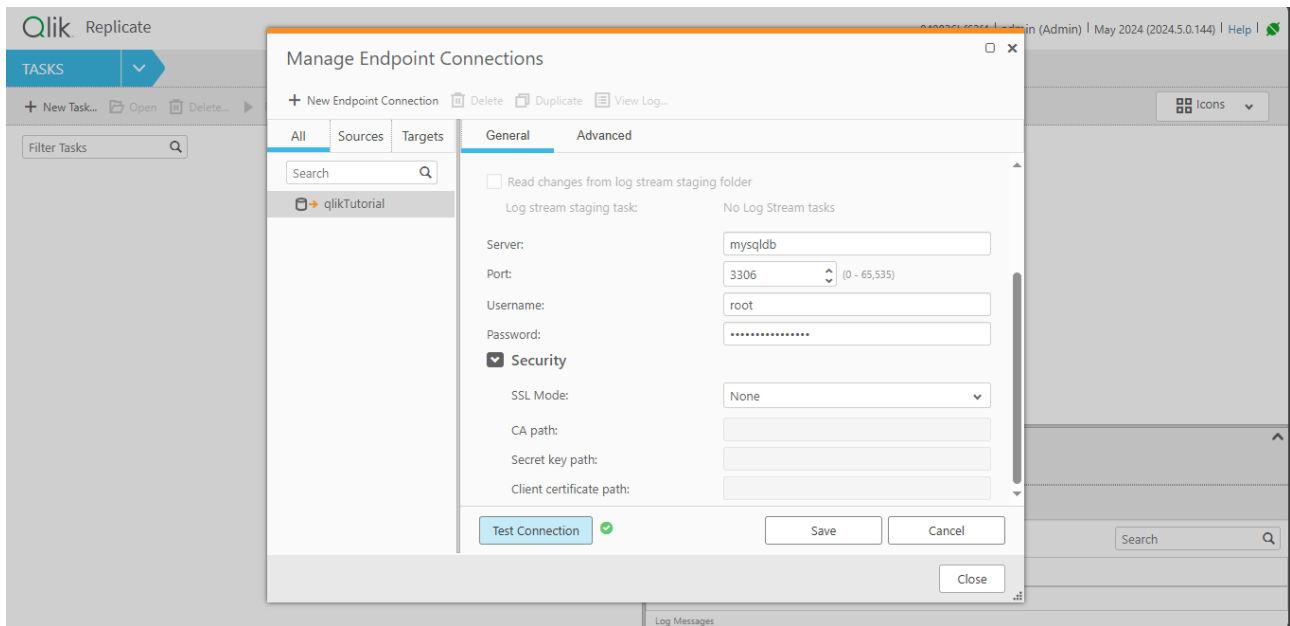 Qlik Replicate
in (Admin) | May 2024 (2024.5.0.144) | Help |
TASKS
New Task... Open Delete...
Icons
Filter Tasks
Manage Endpoint Connections
New Endpoint Connection Delete Duplicate View Log...
All Sources Targets
General Advanced
Search
qlikTutorial
Read changes from log stream staging folder
Log stream staging task: No Log Stream tasks
Server: mysqldb
Port: 3306 (0 - 65,535)
Username: root
Password: ••••••••••••••••
Security
SSL Mode: None
CA path:
Secret key path:
Client certificate path:
Test Connection Save Cancel
Close
Search
Log Messages